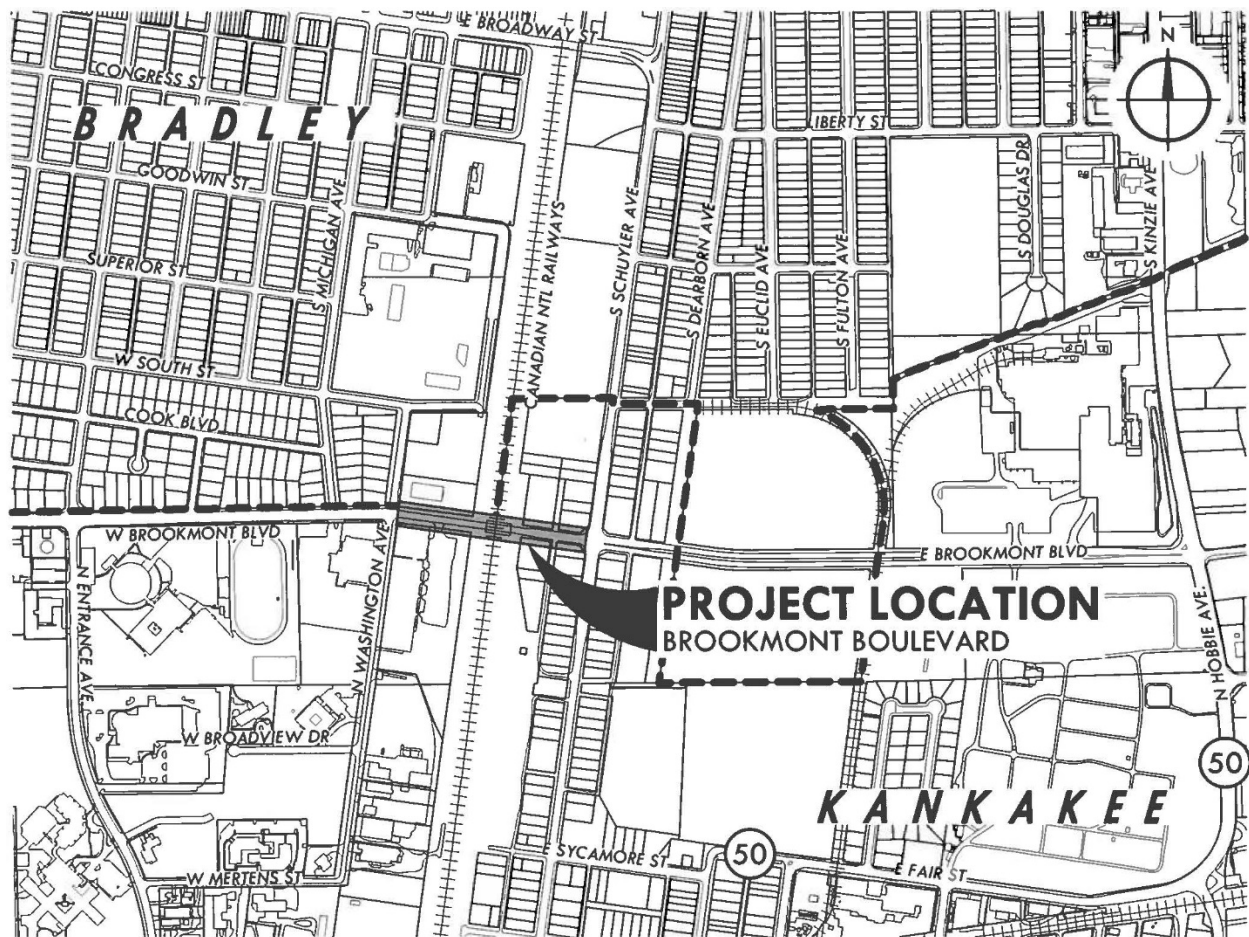 E BROADWAY ST
N
CONGRESS ST
BRADLEY
LIBERTY ST
GOODWIN ST
S DOUGLAS DR
S KINZIE AVE
CANADIAN NTL RAILWAYS
S SCHUYLER AVE
S DEARBORN AVE
S MICHIGAN AVE
SUPERIOR ST
S EUCLID AVE
S FULTON AVE
W SOUTH ST
COOK BLVD
W BROOKMONT BLVD
E BROOKMONT BLVD
N ENTRANCE AVE
N WASHINGTON AVE
PROJECT LOCATION
BROOKMONT BOULEVARD
N HOBBIE AVE
W BROADVIEW DR
50
KANKAKEE
E SYCAMORE ST
50
W MERTENS ST
E FAIR ST